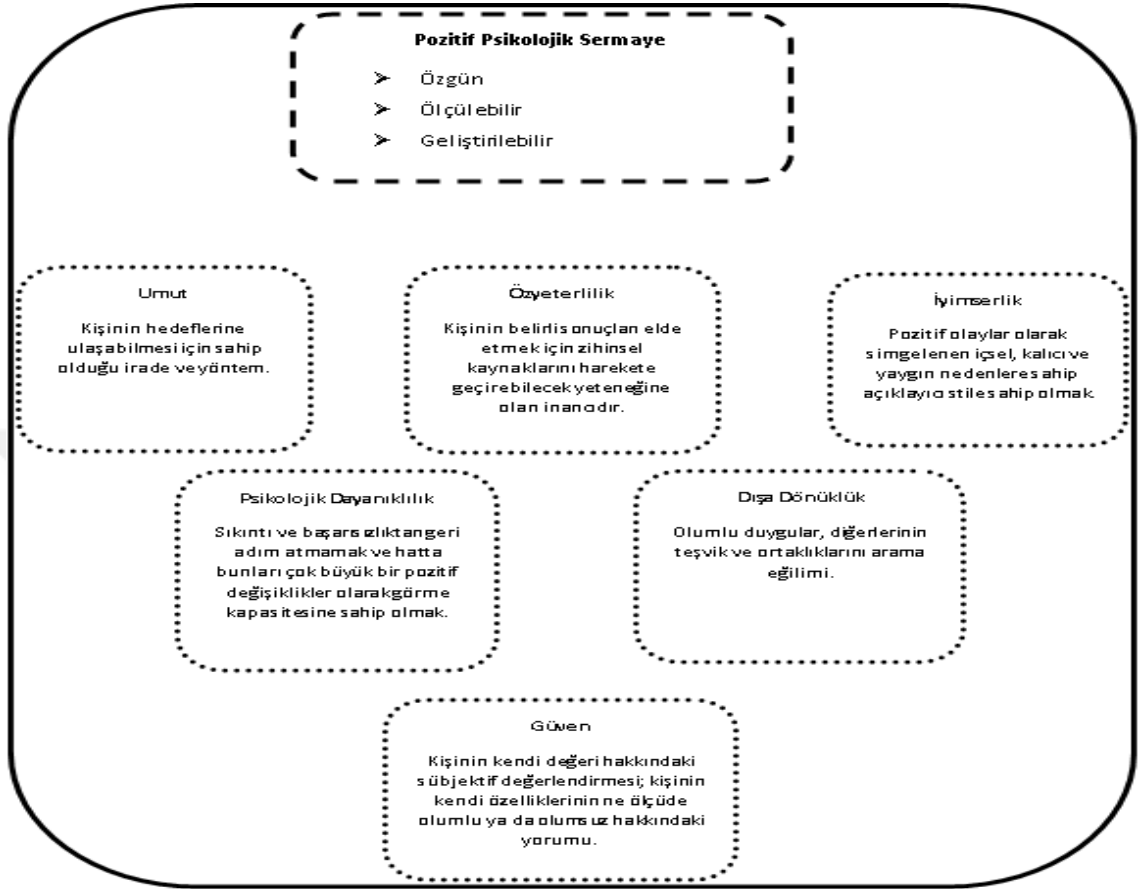 Pozitif Psikolojik Sermaye
➤ Özgün
➤ Ölçülebilir
➤ Geliştirilebilir
Umut
Kişinin hedeflerine
ulaşabilmesi için sahip
olduğu irade ve yöntem.
Özyeterlilik
Kişinin belirli sonuçları elde
etmek için zihinsel
kaynaklarını harekete
geçirebilecek yeteneğine
olan inancıdır.
İyimserlik
Pozitif olaylar olarak
simgelenen içsel, kalıcı ve
yaygın nedenlere sahip
açıklayıcı stile sahip olmak.
Psikolojik Dayanıklılık
Sıkıntı ve başarısızlıktan geri
adım atmamak ve hatta
bunları çok büyük bir pozitif
değişiklikler olarak görme
kapasitesine sahip olmak.
Dışa Dönüklük
Olumlu duygular, diğerlerinin
teşvik ve ortaklıklarını arama
eğilimi.
Güven
Kişinin kendi değeri hakkındaki
sübjektif değerlendirmesi; kişinin
kendi özelliklerinin ne ölçüde
olumlu ya da olumsuz hakkındaki
yorumu.